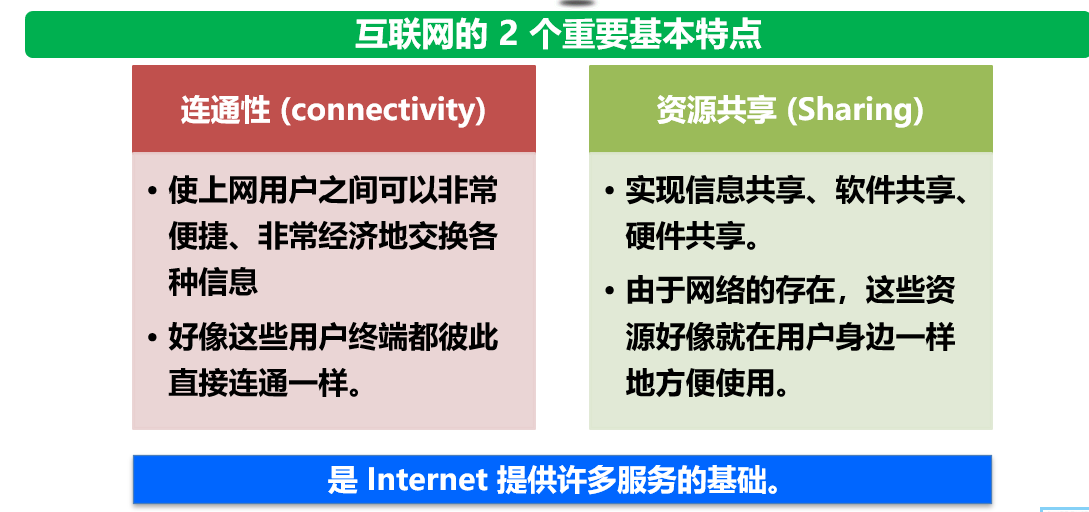 互联网的 2 个重要基本特点
连通性 (connectivity)
• 使上网用户之间可以非常
便捷、非常经济地交换各
种信息
• 好像这些用户终端都彼此
直接连通一样。
资源共享 (Sharing)
• 实现信息共享、软件共享、
硬件共享。
• 由于网络的存在，这些资
源好像就在用户身边一样
地方便使用。
是 Internet 提供许多服务的基础。